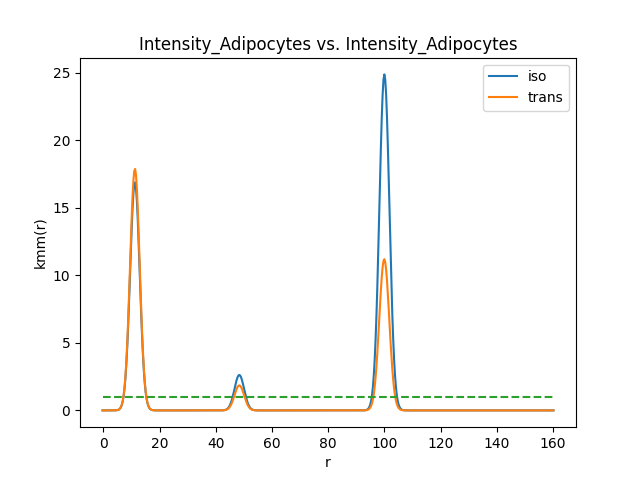 Intensity_Adipocytes vs. Intensity_Adipocytes
iso
trans
25
20
15
10
5
0
kmm(r)
0 20 40 60 80 100 120 140 160
r